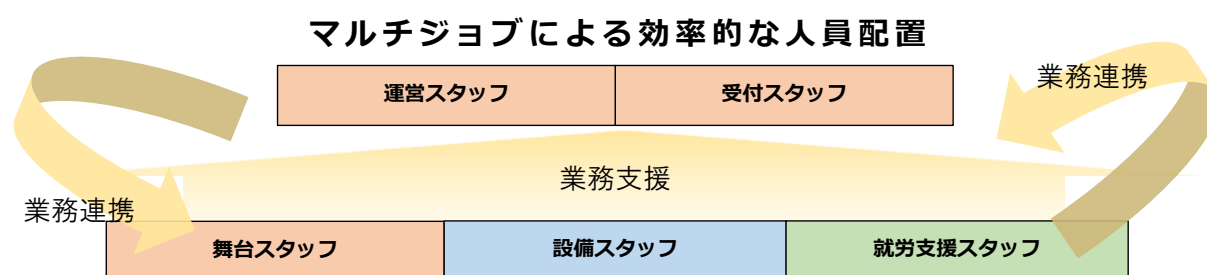 マルチジョブによる効率的な人員配置
運営スタッフ 受付スタッフ
業務連携
業務支援
業務連携
舞台スタッフ 設備スタッフ 就労支援スタッフ